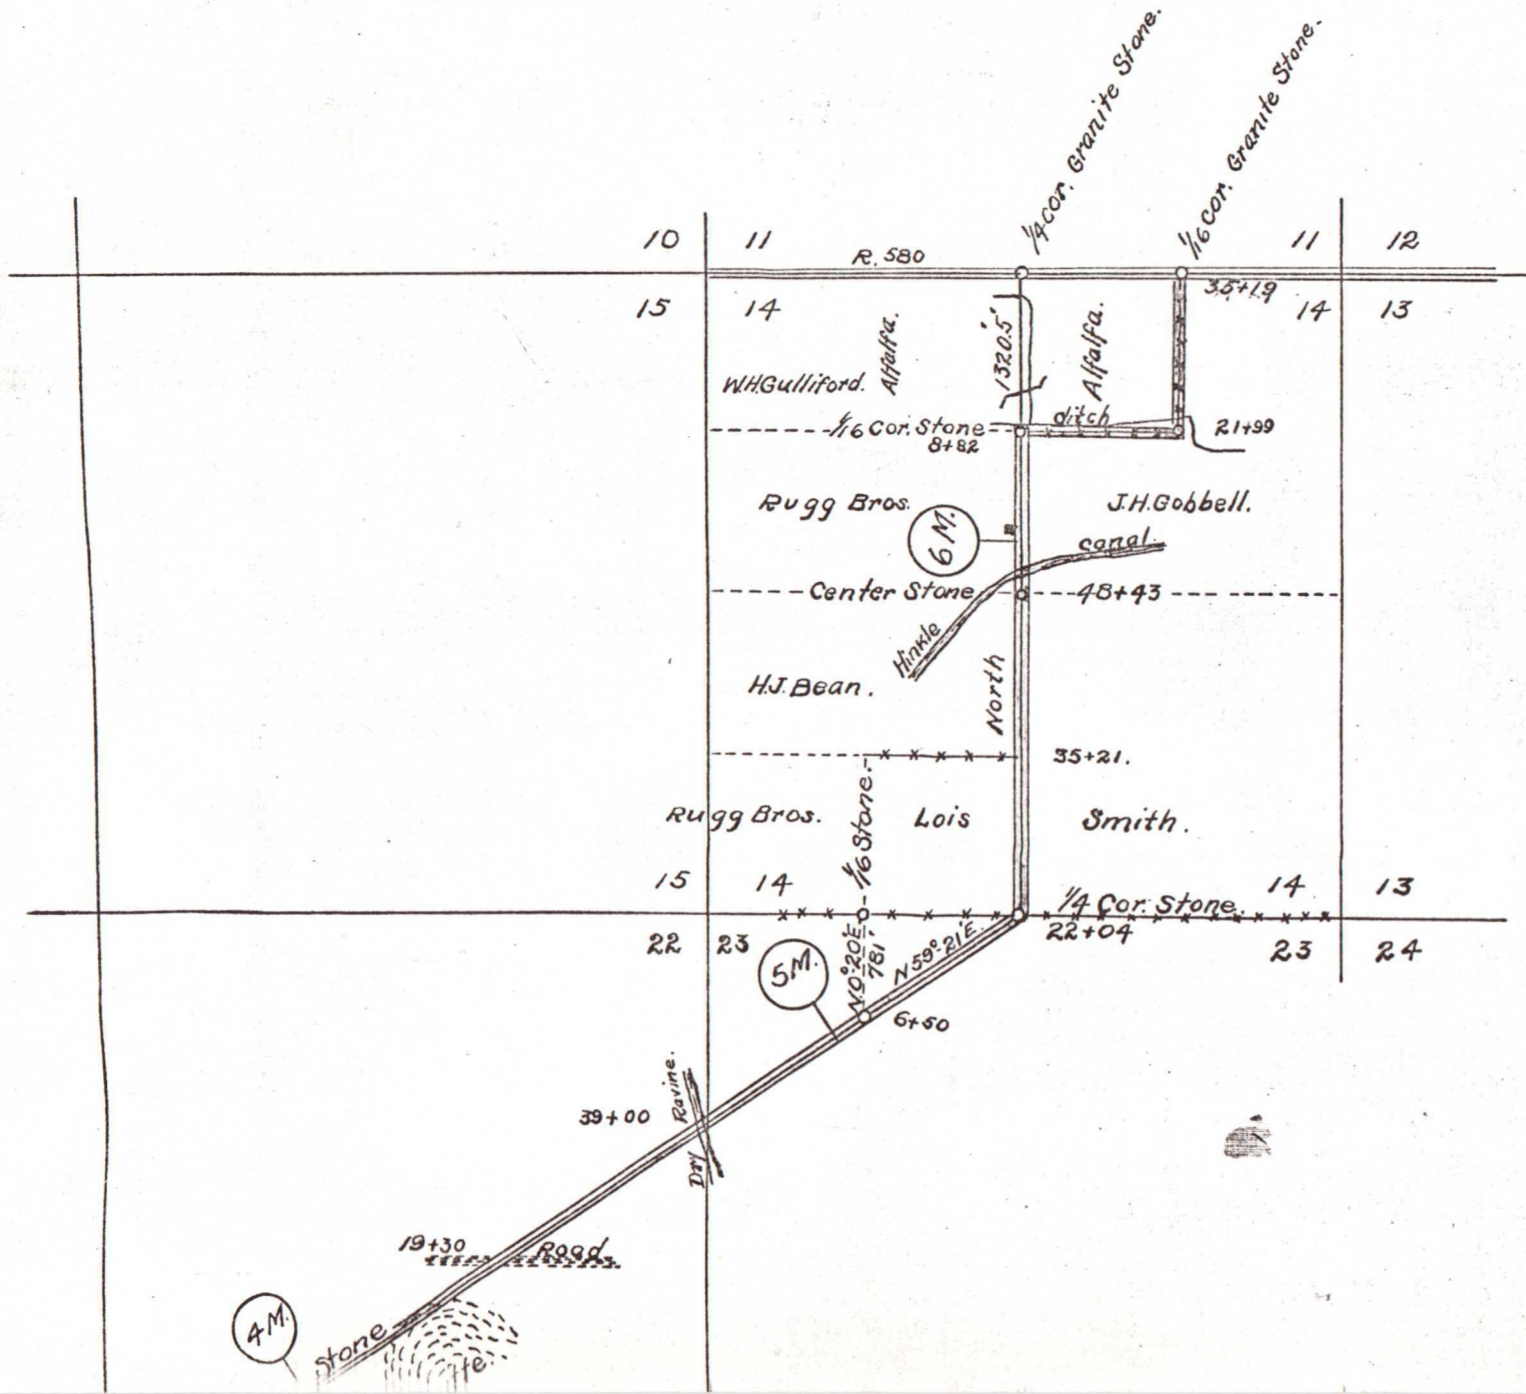 1/4 Cor. Granite Stone.
1/16 Cor. Granite Stone.
10
11
11
12
R. 580
35+19
15
14
14
13
Alfalfa.
1320.5'
Alfalfa.
W.H.Gulliford.
ditch
1/16 Cor. Stone
8+82
21+99
Rugg Bros.
6 M.
J.H.Gobbell.
canal
Center Stone
48+43
Hinkle
H.J.Bean.
North
35+21.
1/16 Stone.
Rugg Bros.
Lois
Smith.
15
14
14
13
1/4 Cor. Stone.
22+04
22
23
23
24
5 M.
N.0°20'E.
781'
N 59°-21'E.
6+50
39+00
Dry Ravine.
19+30
Road
4 M.
Stone